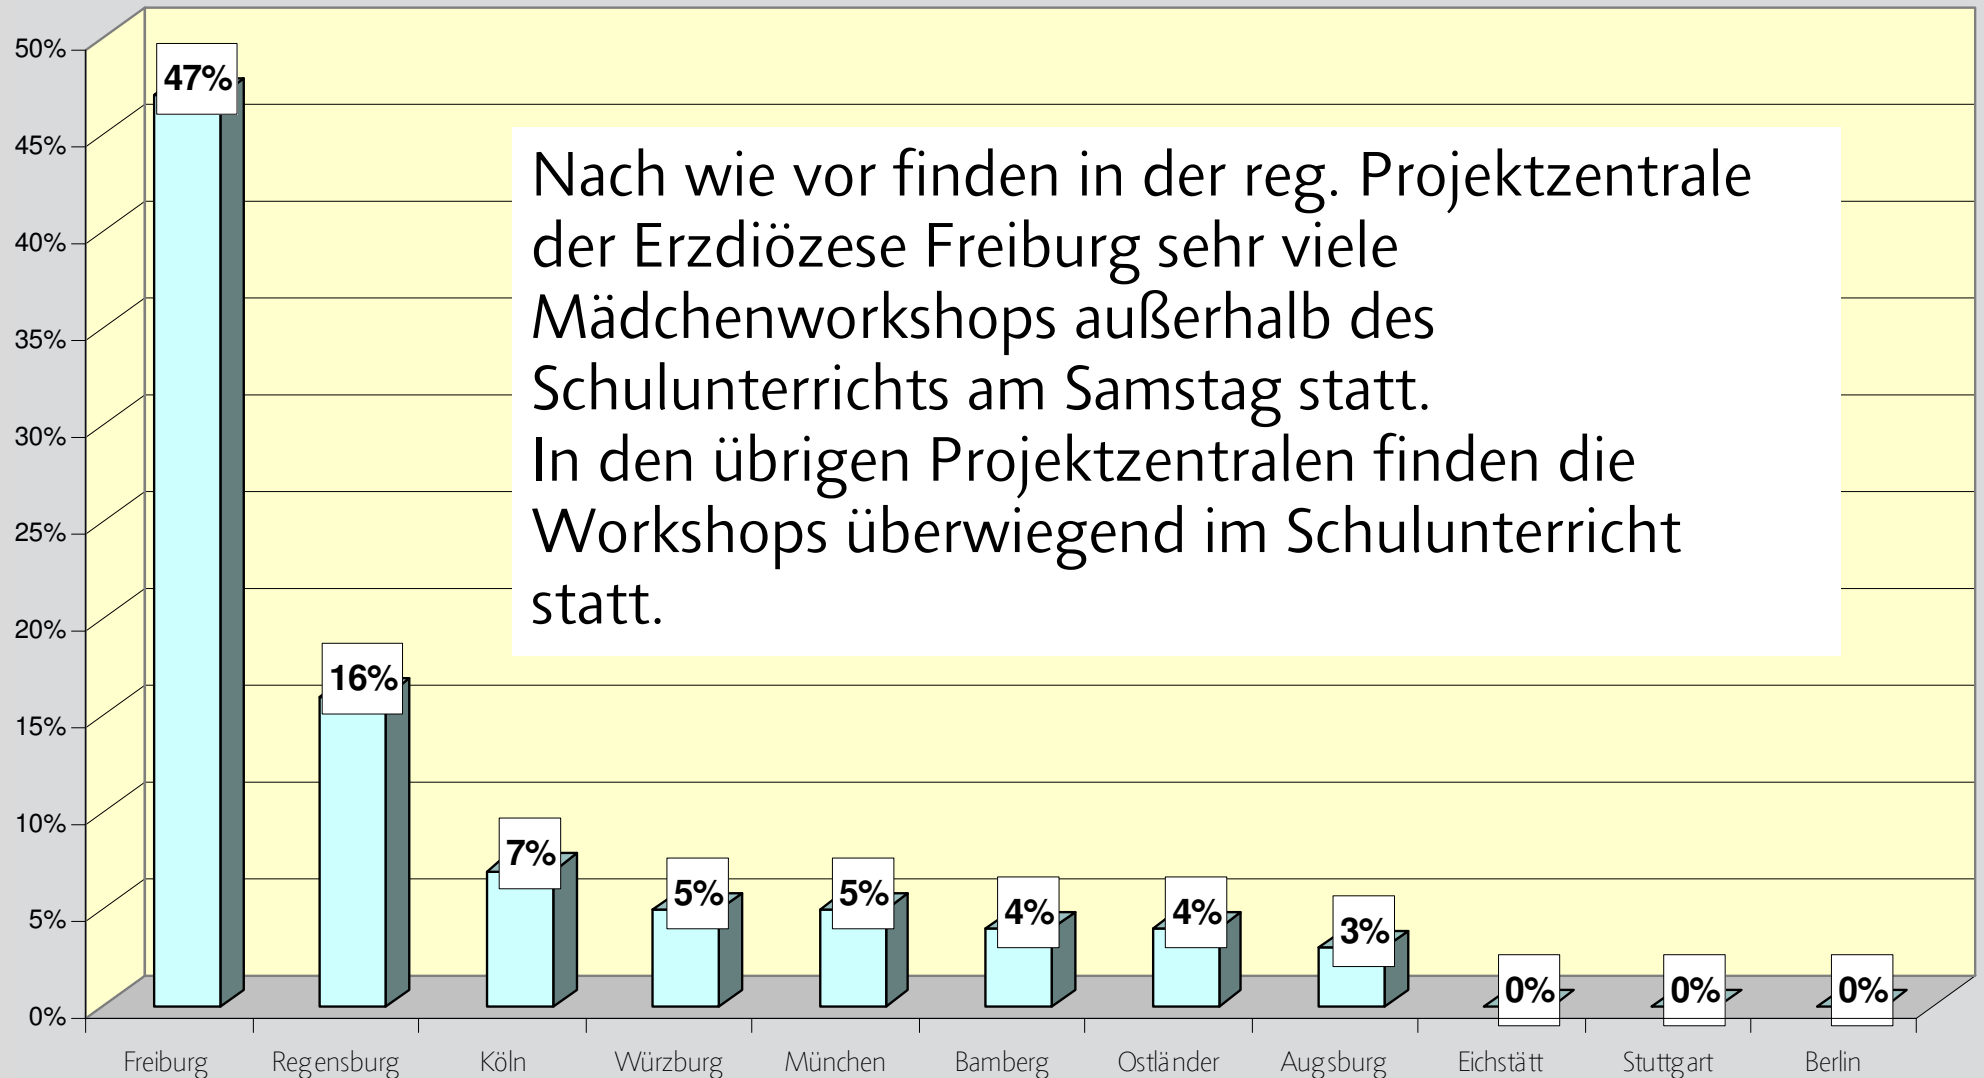 50%
45%
40%
35%
30%
25%
20%
15%
10%
5%
0%
47%
16%
7%
5%
5%
4%
4%
3%
0%
0%
0%
Nach wie vor finden in der reg. Projektzentrale
der Erzdiözese Freiburg sehr viele
Mädchenworkshops außerhalb des
Schulunterrichts am Samstag statt.
In den übrigen Projektzentralen finden die
Workshops überwiegend im Schulunterricht
statt.
Freiburg Regensburg Köln Würzburg München Bamberg Ostländer Augsburg Eichstätt Stuttgart Berlin